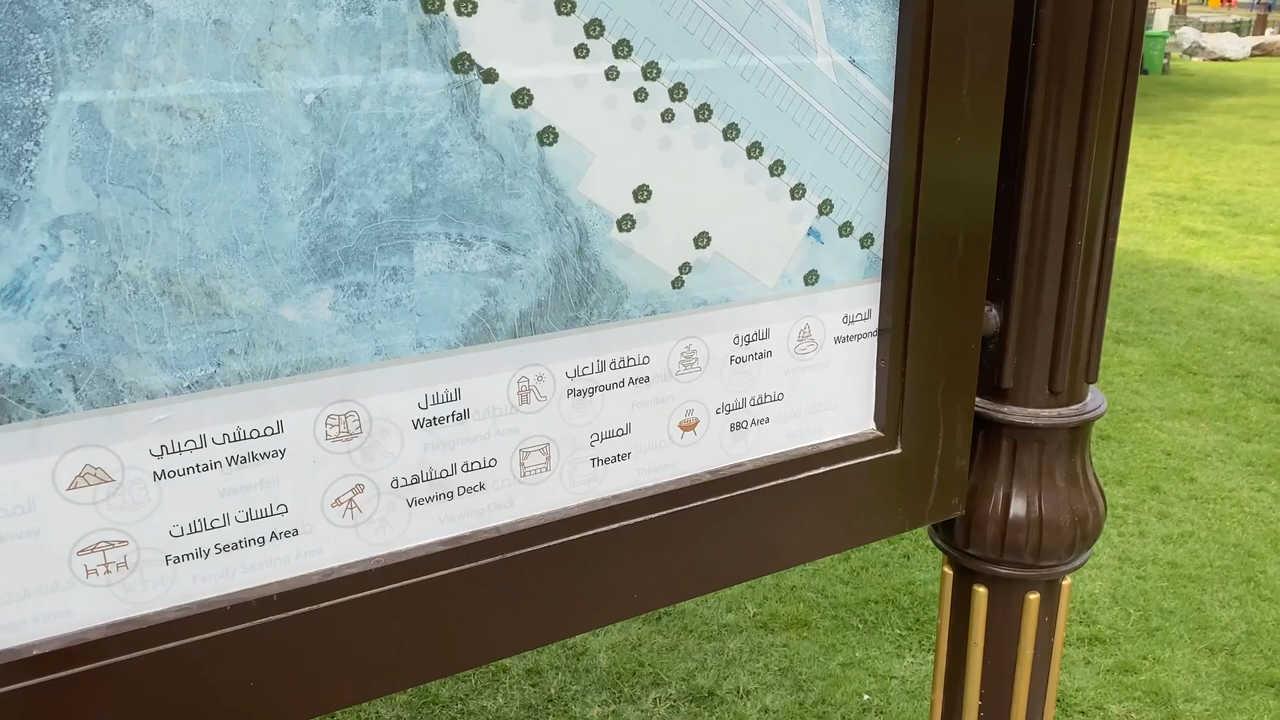 الممشى الجبلي
Mountain Walkway
الشلال
Waterfall
منطقة الألعاب
Playground Area
النافورة
Fountain
البحيرة
Waterpond
جلسات العائلات
Family Seating Area
منصة المشاهدة
Viewing Deck
المسرح
Theater
منطقة الشواء
BBQ Area